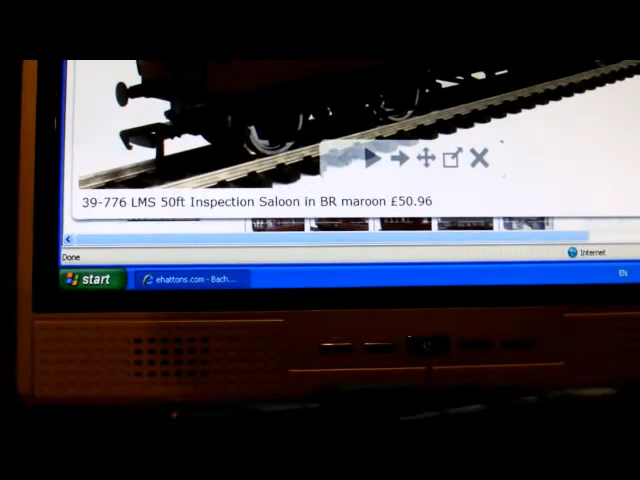 39-776 LMS 50ft Inspection Saloon in BR maroon £50.96
Done
Internet
start
ehattons.com - Bach...
EN